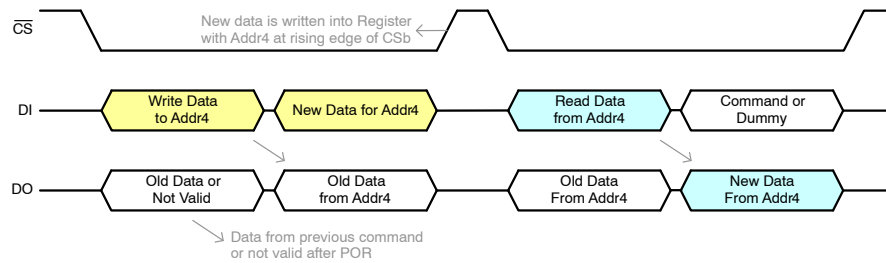 CS
New data is written into Register
with Addr4 at rising edge of CSb
DI
Write Data
to Addr4
New Data for Addr4
Read Data
from Addr4
Command or
Dummy
DO
Old Data or
Not Valid
Old Data
from Addr4
Old Data
From Addr4
New Data
From Addr4
Data from previous command
or not valid after POR